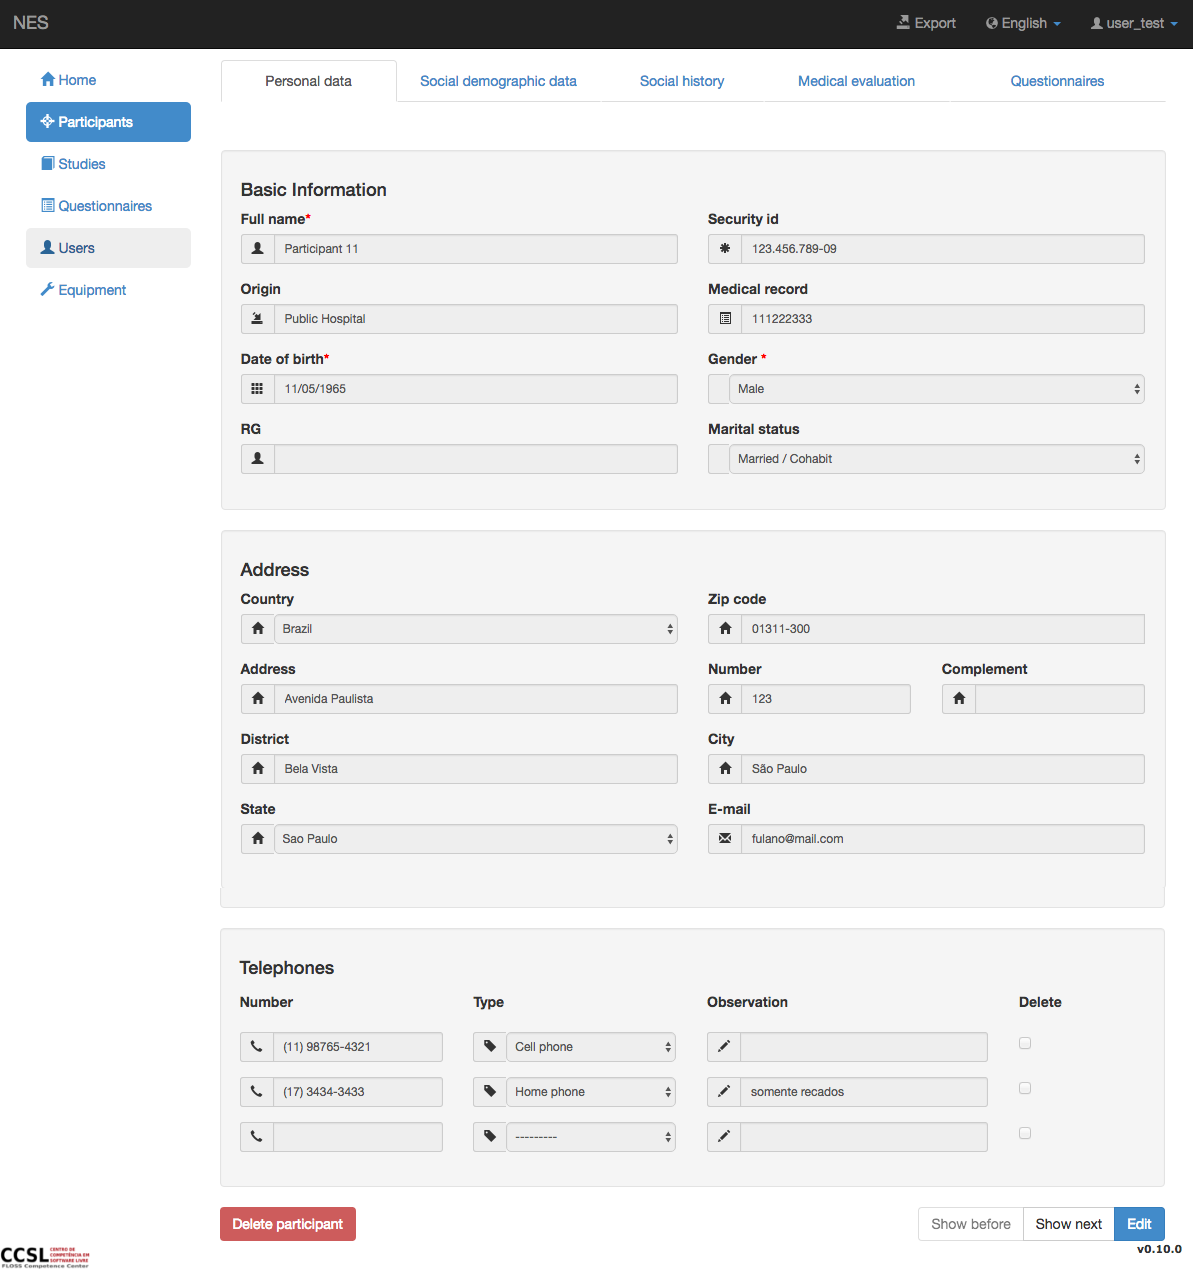 NES Export English user_test
Home
Participants
Studies
Questionnaires
Users
Equipment
Personal data Social demographic data Social history Medical evaluation Questionnaires
Basic Information
Full name* Security id
Participant 11 123.456.789-09
Origin Medical record
Public Hospital 111222333
Date of birth* Gender *
11/05/1965 Male
RG Marital status
Married / Cohabit
Address
Country Zip code
Brazil 01311-300
Address Number Complement
Avenida Paulista 123
District City
Bela Vista São Paulo
State E-mail
Sao Paulo fulano@mail.com
Telephones
Number Type Observation Delete
(11) 98765-4321 Cell phone
(17) 3434-3433 Home phone somente recados
---------
Delete participant Show before Show next Edit
v0.10.0
CCSL CENTRO DE
COMPETÊNCIA EM
SOFTWARE LIVRE
FLOSS Competence Center